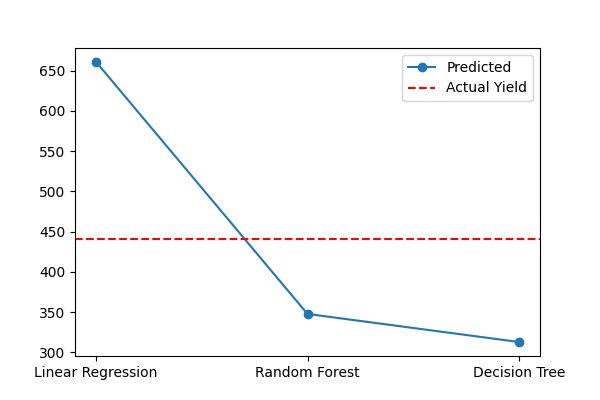 Predicted
Actual Yield
650
600
550
500
450
400
350
300
Linear Regression
Random Forest
Decision Tree